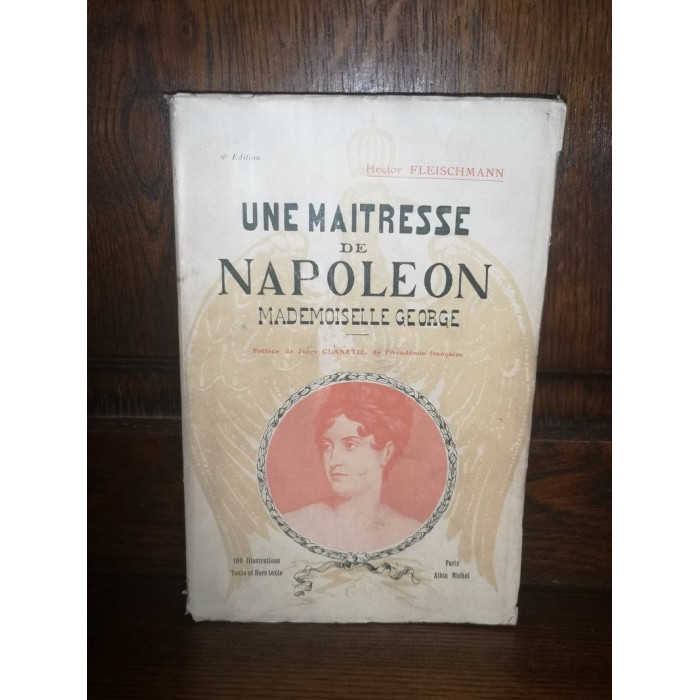 6e Edition
Hector FLEISCHMANN
UNE MAITRESSE
DE
NAPOLEON
MADEMOISELLE GEORGE
Préface de Jules CLARETIE, de l'Académie française
100 Illustrations
Texte et Hors texte
Paris
Albin Michel